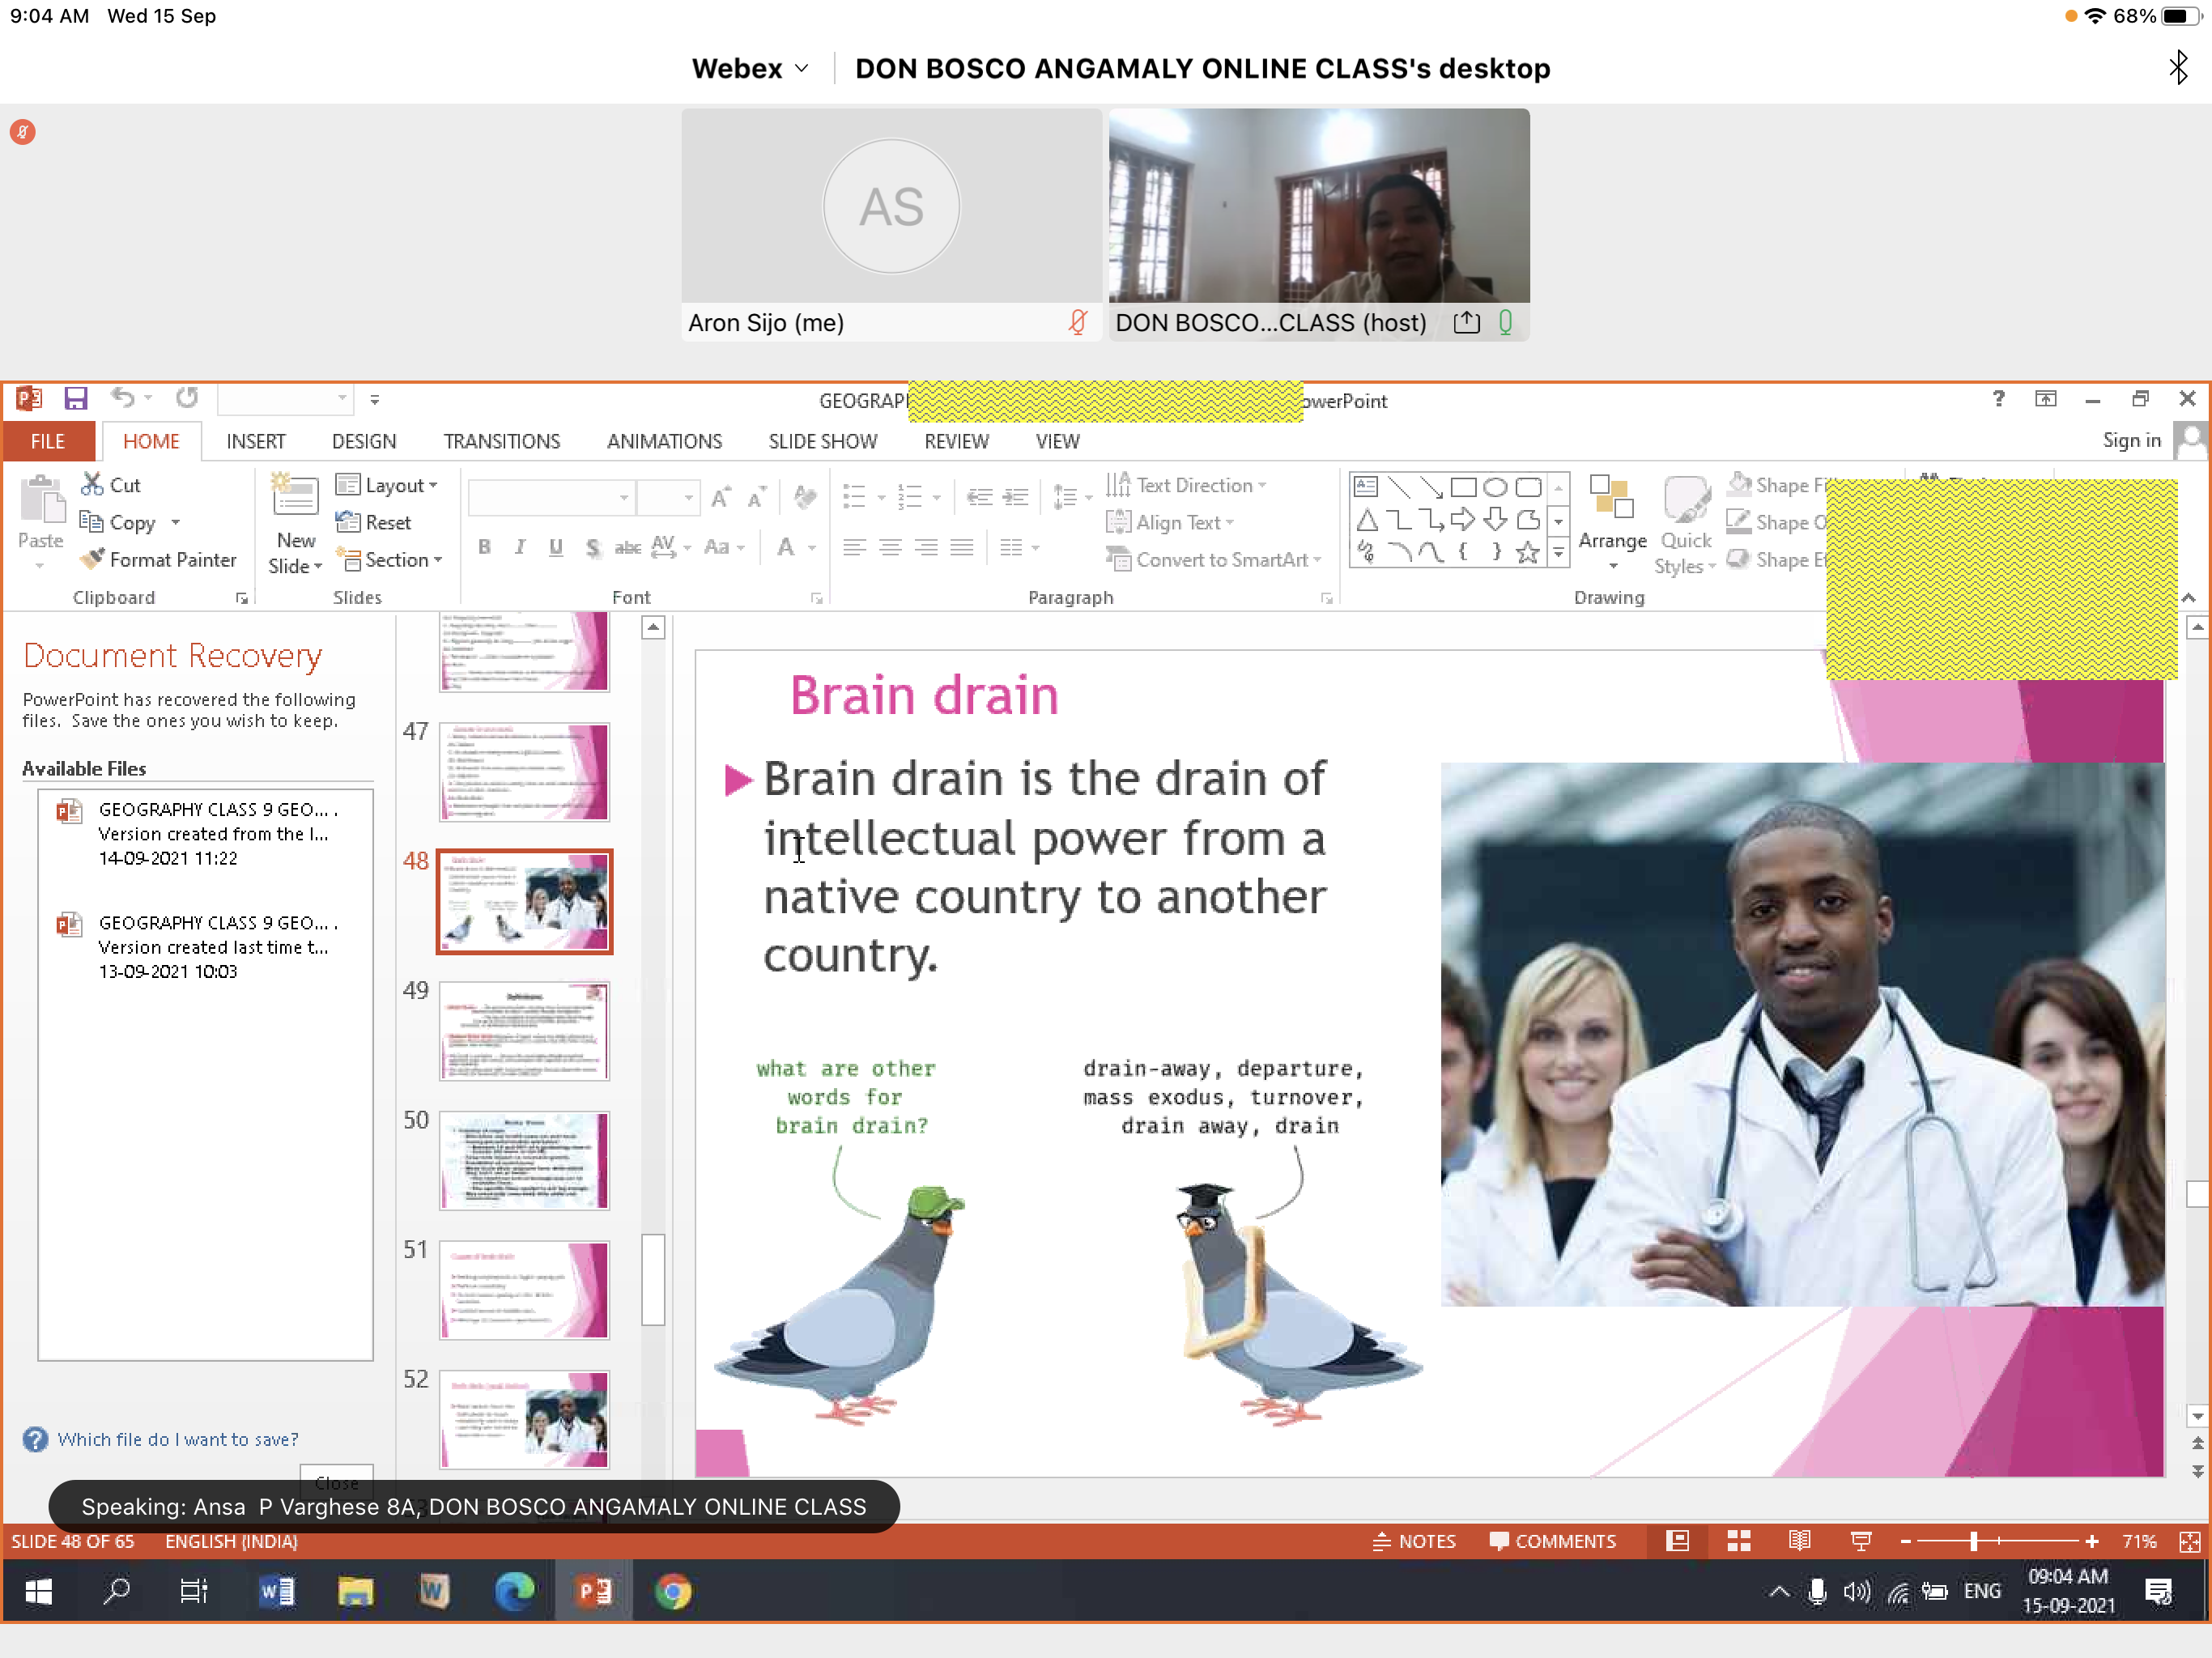 9:04 AM Wed 15 Sep
68%
Webex
DON BOSCO ANGAMALY ONLINE CLASS's desktop
AS
Aron Sijo (me)
DON BOSCO...CLASS (host)
GEOGRAP
owerPoint
FILE HOME INSERT DESIGN TRANSITIONS ANIMATIONS SLIDE SHOW REVIEW VIEW
Sign in
Paste
Cut
Copy
Format Painter
Clipboard
New
Slide
Layout
Reset
Section
Slides
Font
Text Direction
Align Text
Convert to SmartArt
Paragraph
Arrange
Quick
Styles
Shape
Shape
Shape
Drawing
Document Recovery
PowerPoint has recovered the following
files. Save the ones you wish to keep.
Available Files
GEOGRAPHY CLASS 9 GEO....
Version created from the l...
14-09-2021 11:22
GEOGRAPHY CLASS 9 GEO....
Version created last time t...
13-09-2021 10:03
Which file do I want to save?
Close
47
48
49
50
51
52
Brain drain
Brain drain is the drain of
intellectual power from a
native country to another
country.
what are other
words for
brain drain?
drain-away, departure,
mass exodus, turnover,
drain away, drain
Speaking: Ansa P Varghese 8A, DON BOSCO ANGAMALY ONLINE CLASS
SLIDE 48 OF 65 ENGLISH (INDIA)
NOTES COMMENTS 71%
ENG
09:04 AM
15-09-2021